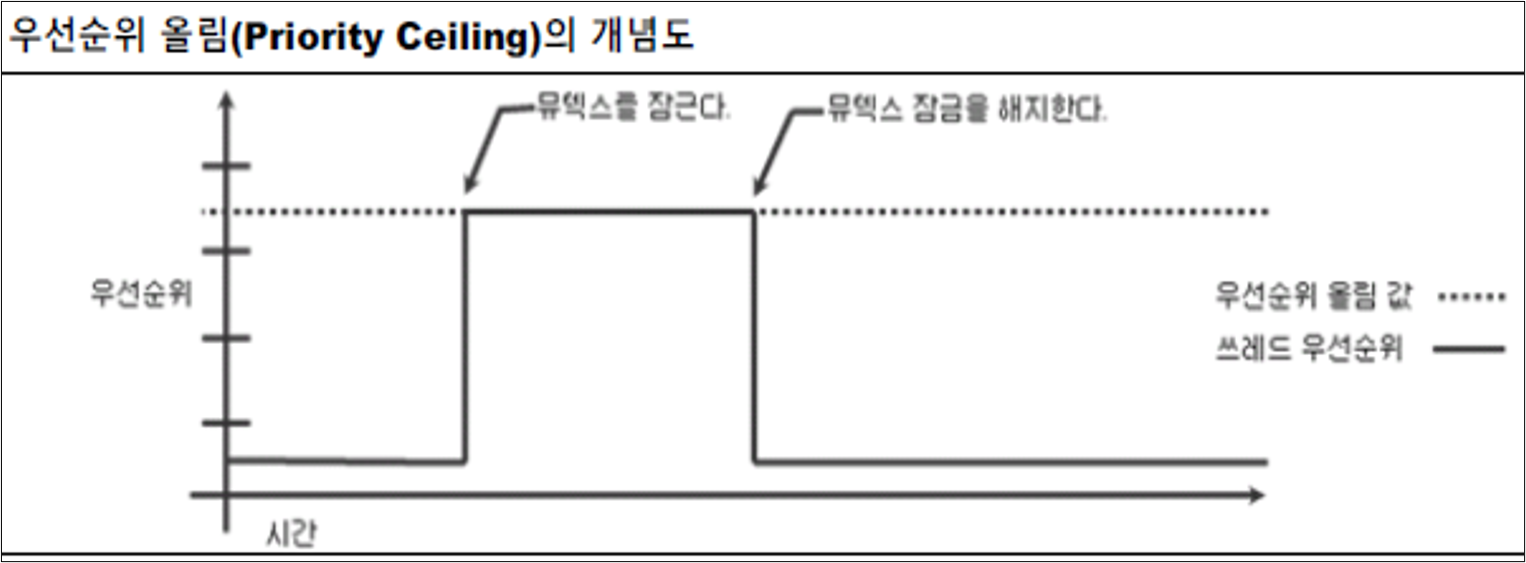 우선순위 올림(Priority Ceiling)의 개념도
뮤텍스를 잠근다.
뮤텍스 잠금을 해지한다.
우선순위
우선순위 올림 값
쓰레드 우선순위
시간